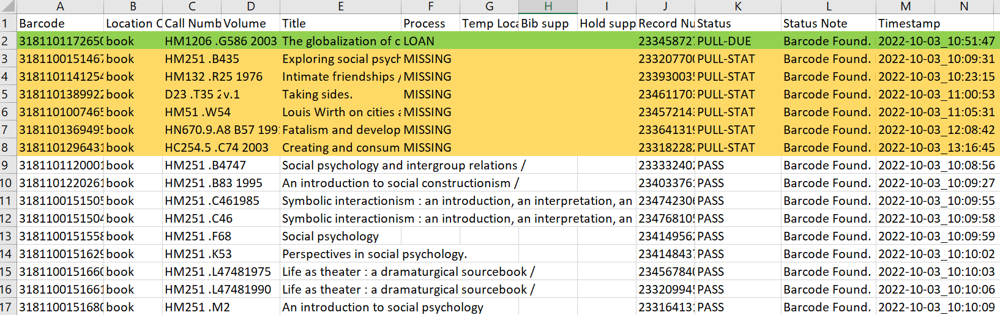 A B C D E F G H I J K L M N
1 Barcode Location C Call Numb Volume Title Process Temp Loca Bib supp Hold supp Record Nu Status Status Note Timestamp
2 3181101172650 book HM1206 .G586 2003 The globalization of c LOAN 23345872 PULL-DUE Barcode Found. 2022-10-03_10:51:47
3 3181100151467 book HM251 .B435 Exploring social psych MISSING 23320770 PULL-STAT Barcode Found. 2022-10-03_10:09:31
4 3181101141254 book HM132 .R25 1976 Intimate friendships / MISSING 23393003 PULL-STAT Barcode Found. 2022-10-03_10:23:15
5 3181101389922 book D23 .T35 2 v.1 Taking sides. MISSING 23461170 PULL-STAT Barcode Found. 2022-10-03_11:00:53
6 3181101007465 book HM51 .W54 Louis Wirth on cities a MISSING 23457214 PULL-STAT Barcode Found. 2022-10-03_11:05:31
7 3181101369495 book HN670.9.A8 B57 199 Fatalism and develop MISSING 23364131 PULL-STAT Barcode Found. 2022-10-03_12:08:42
8 3181101296431 book HC254.5 .C74 2003 Creating and consum MISSING 23318228 PULL-STAT Barcode Found. 2022-10-03_13:16:45
9 3181101120001 book HM251 .B4747 Social psychology and intergroup relations / 23333240 PASS Barcode Found. 2022-10-03_10:08:56
10 3181101220261 book HM251 .B83 1995 An introduction to social constructionism / 23403376 PASS Barcode Found. 2022-10-03_10:09:27
11 3181100151505 book HM251 .C461985 Symbolic interactionism : an introduction, an interpretation, an 23474230 PASS Barcode Found. 2022-10-03_10:09:55
12 3181100151504 book HM251 .C46 Symbolic interactionism : an introduction, an interpretation, an 23476810 PASS Barcode Found. 2022-10-03_10:09:58
13 3181100151558 book HM251 .F68 Social psychology 23414956 PASS Barcode Found. 2022-10-03_10:09:59
14 3181100151629 book HM251 .K53 Perspectives in social psychology. 23414843 PASS Barcode Found. 2022-10-03_10:10:02
15 3181100151660 book HM251 .L47481975 Life as theater : a dramaturgical sourcebook / 23456784 PASS Barcode Found. 2022-10-03_10:10:03
16 3181100151661 book HM251 .L47481990 Life as theater : a dramaturgical sourcebook / 23320994 PASS Barcode Found. 2022-10-03_10:10:06
17 3181100151680 book HM251 .M2 An introduction to social psychology 23316413 PASS Barcode Found. 2022-10-03_10:10:09